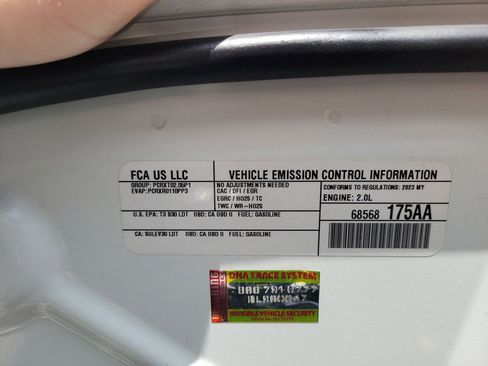 FCA US LLC
GROUP: PCRXT02.05P1
EVAP: PCRXR0110PP3
VEHICLE EMISSION CONTROL INFORMATION
NO ADJUSTMENTS NEEDED
CAC / DFI / EGR
EGRC / HO2S / TC
TWC / WR-HO2S
CONFORMS TO REGULATIONS: 2023 MY
ENGINE: 2.0L
68568 175AA
U.S. EPA: T3 B30 LDT OBD: CA OBD II FUEL: GASOLINE
CA: SULEV30 LDT OBD: CA OBD II FUEL: GASOLINE
DNA TRACE SYSTEM
INVISIBLE VEHICLE SECURITY